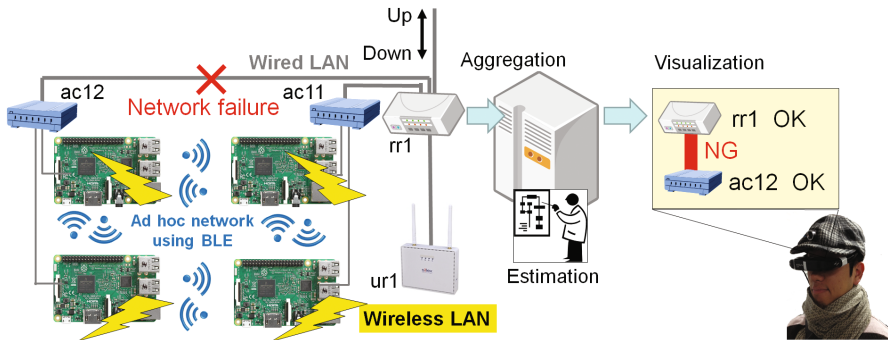 Up
Down
Wired LAN
Aggregation
Visualization
ac12
ac11
Network failure
rr1
rr1 OK
NG
ac12 OK
Ad hoc network
using BLE
ur1
Estimation
Wireless LAN